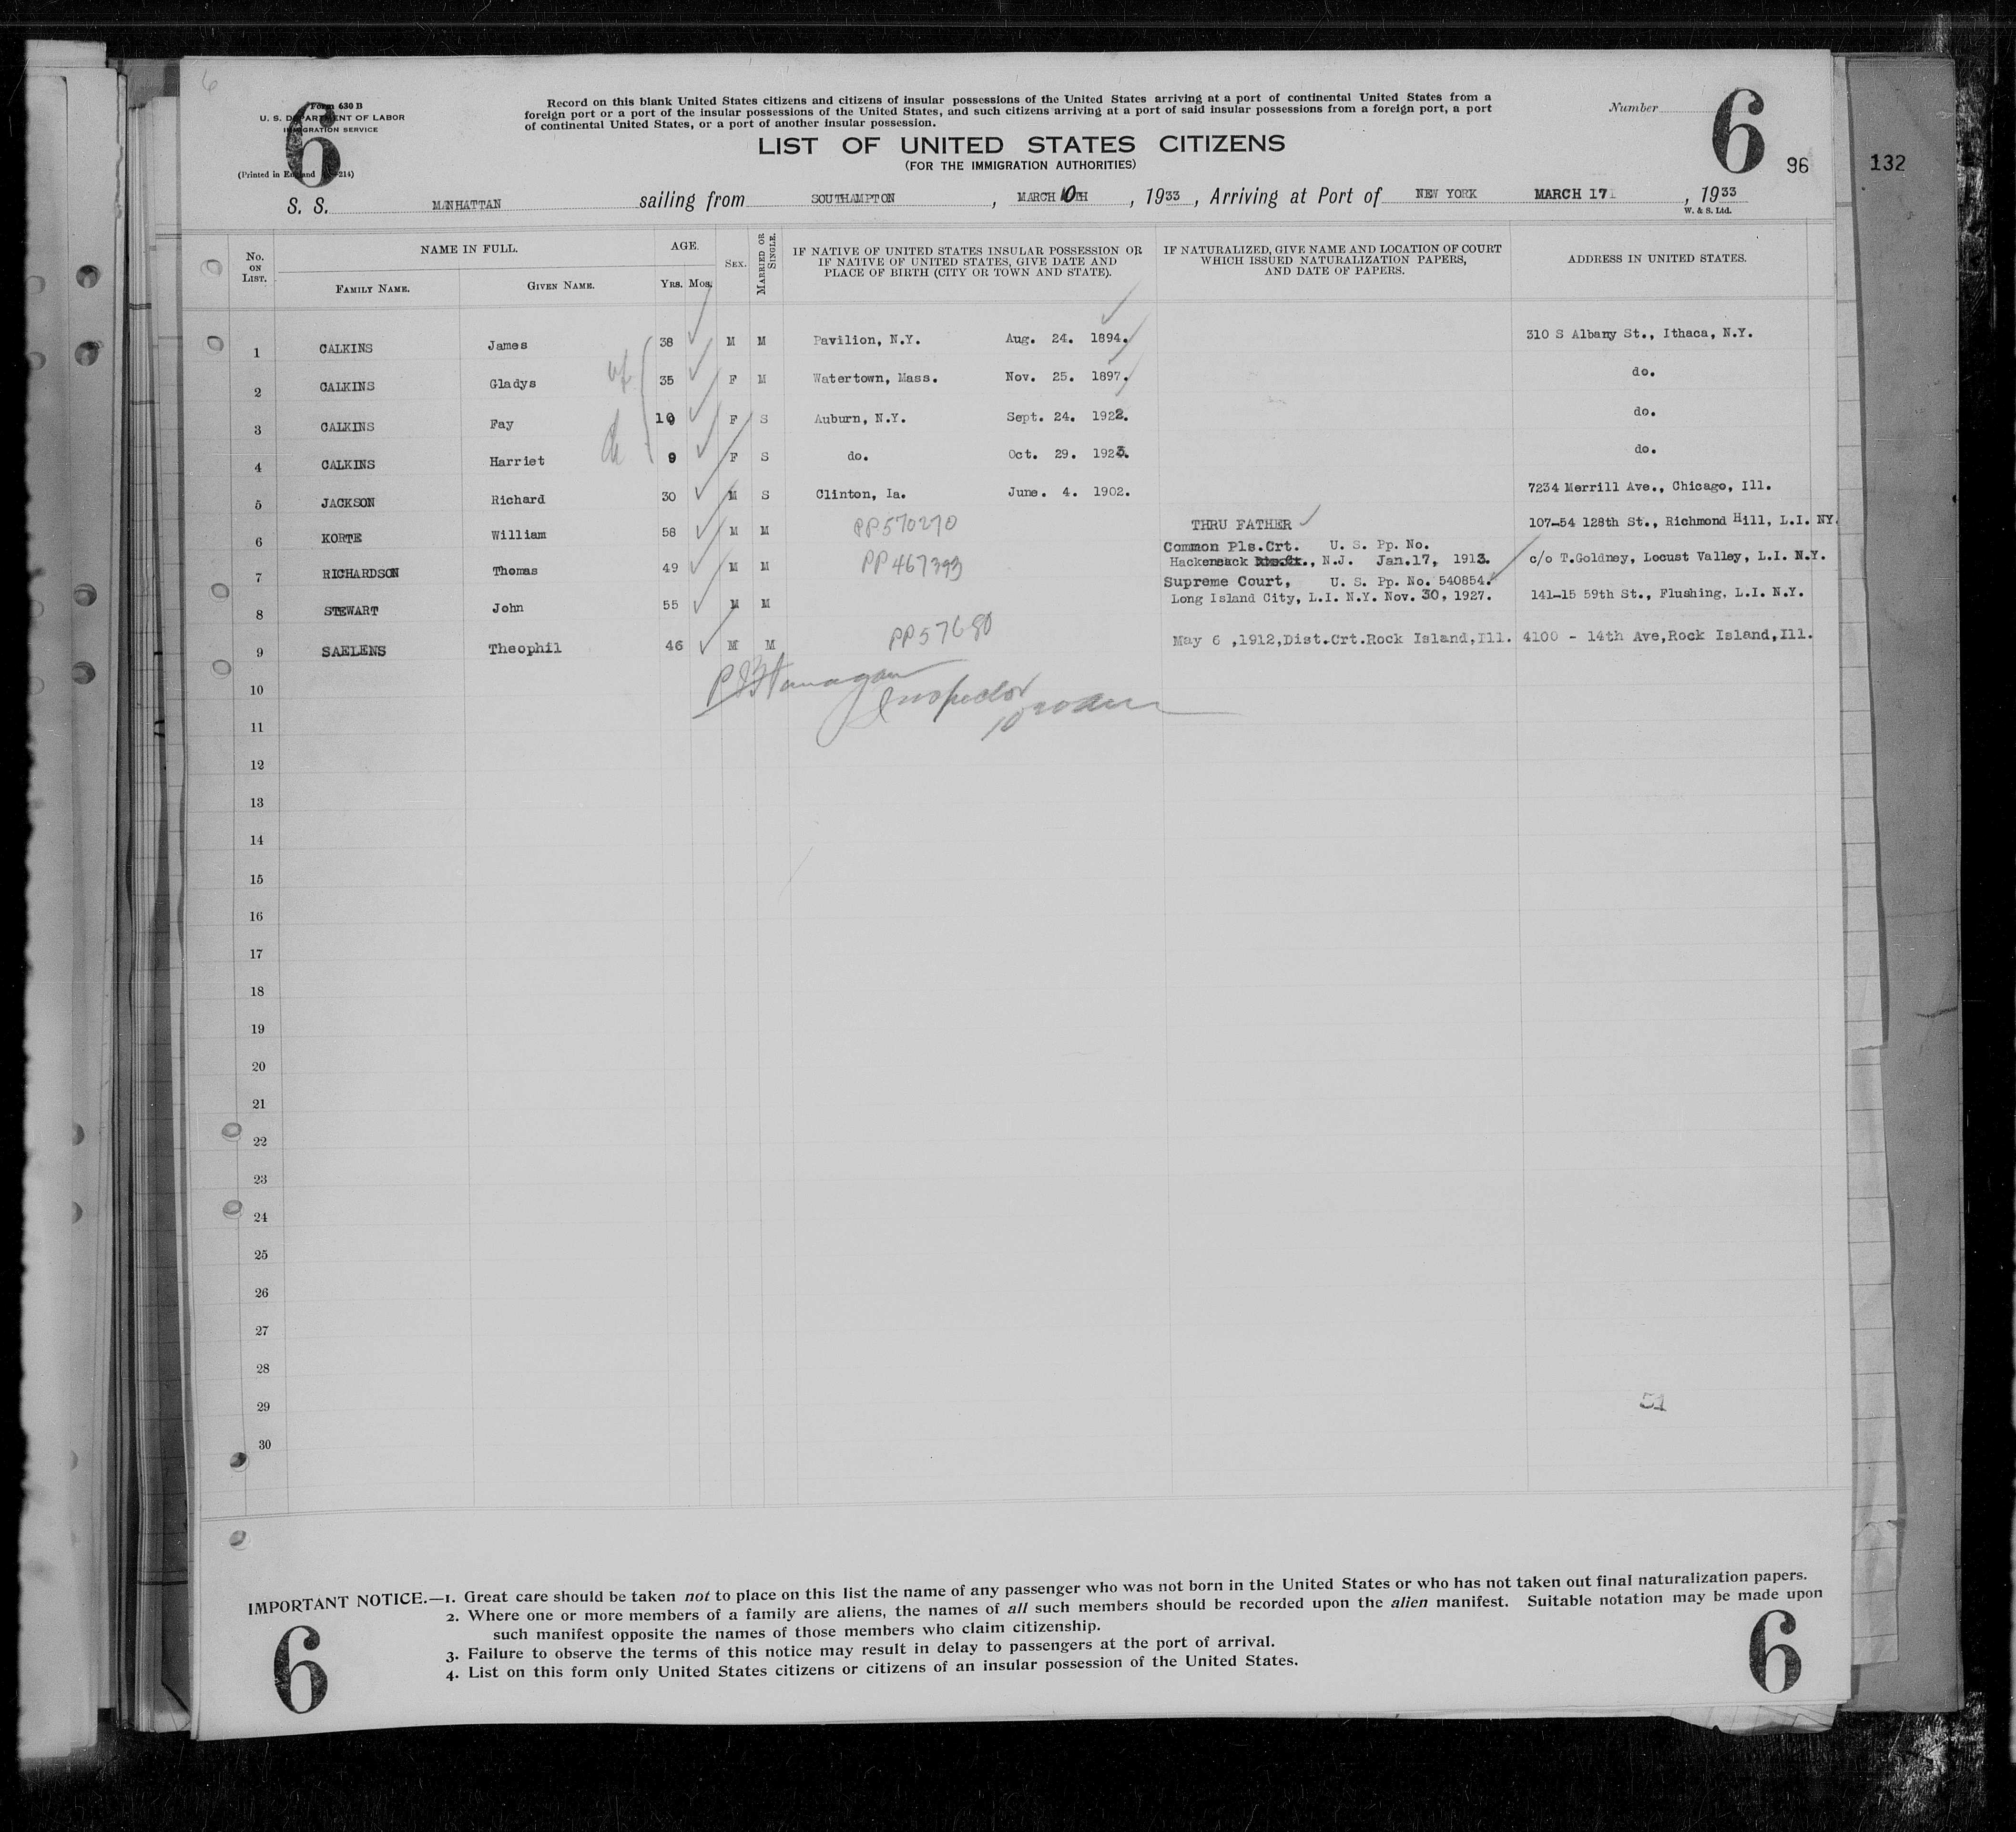 6
Form 630 B
U. S. DEPARTMENT OF LABOR
IMMIGRATION SERVICE
6
(Printed in England 214)
Record on this blank United States citizens and citizens of insular possessions of the United States arriving at a port of continental United States from a
foreign port or a port of the insular possessions of the United States, and such citizens arriving at a port of said insular possessions from a foreign port, a port
of continental United States, or a port of another insular possession.
LIST OF UNITED STATES CITIZENS
(FOR THE IMMIGRATION AUTHORITIES)
Number
6
96
132
S. S. MANHATTAN sailing from SOUTHAMPTON, MARCH 10TH, 1933, Arriving at Port of NEW YORK MARCH 17, 1933
W. & S. Ltd.
No. ON LIST. NAME IN FULL. FAMILY NAME. GIVEN NAME. AGE. YRS. MOS. SEX. MARRIED OR SINGLE. IF NATIVE OF UNITED STATES INSULAR POSSESSION OR IF NATIVE OF UNITED STATES, GIVE DATE AND PLACE OF BIRTH (CITY OR TOWN AND STATE). IF NATURALIZED, GIVE NAME AND LOCATION OF COURT WHICH ISSUED NATURALIZATION PAPERS, AND DATE OF PAPERS. ADDRESS IN UNITED STATES.
1 CALKINS James 38 M M Pavilion, N.Y. Aug. 24. 1894. 310 S Albany St., Ithaca, N.Y.
2 CALKINS Gladys wf 35 F M Watertown, Mass. Nov. 25. 1897. do.
3 CALKINS Fay 10 F S Auburn, N.Y. Sept. 24. 1922. do.
4 CALKINS Harriet ch 9 F S do. Oct. 29. 1923. do.
5 JACKSON Richard 30 M S Clinton, Ia. June. 4. 1902. 7234 Merrill Ave., Chicago, Ill.
6 KORTE William 58 M M PP570270 THRU FATHER 107-54 128th St., Richmond Hill, L.I. NY.
Common Pls.Crt. U. S. Pp. No.
7 RICHARDSON Thomas 49 M M PP467393 Hackensack , N.J. Jan.17, 1913. c/o T.Goldney, Locust Valley, L.I. N.Y.
Supreme Court, U. S. Pp. No. 540854.
8 STEWART John 55 M M Long Island City, L.I. N.Y. Nov. 30, 1927. 141-15 59th St., Flushing, L.I. N.Y.
9 SAELENS Theophil 46 M M PP57680 May 6 ,1912,Dist.Crt.Rock Island,Ill. 4100 - 14th Ave,Rock Island,Ill.
10
Inspector
11
12
13
14
15
16
17
18
19
20
21
22
23
24
25
26
27
28
29
51
30
IMPORTANT NOTICE.—1. Great care should be taken not to place on this list the name of any passenger who was not born in the United States or who has not taken out final naturalization papers.
2. Where one or more members of a family are aliens, the names of all such members should be recorded upon the alien manifest. Suitable notation may be made upon
such manifest opposite the names of those members who claim citizenship.
3. Failure to observe the terms of this notice may result in delay to passengers at the port of arrival.
4. List on this form only United States citizens or citizens of an insular possession of the United States.
6
6